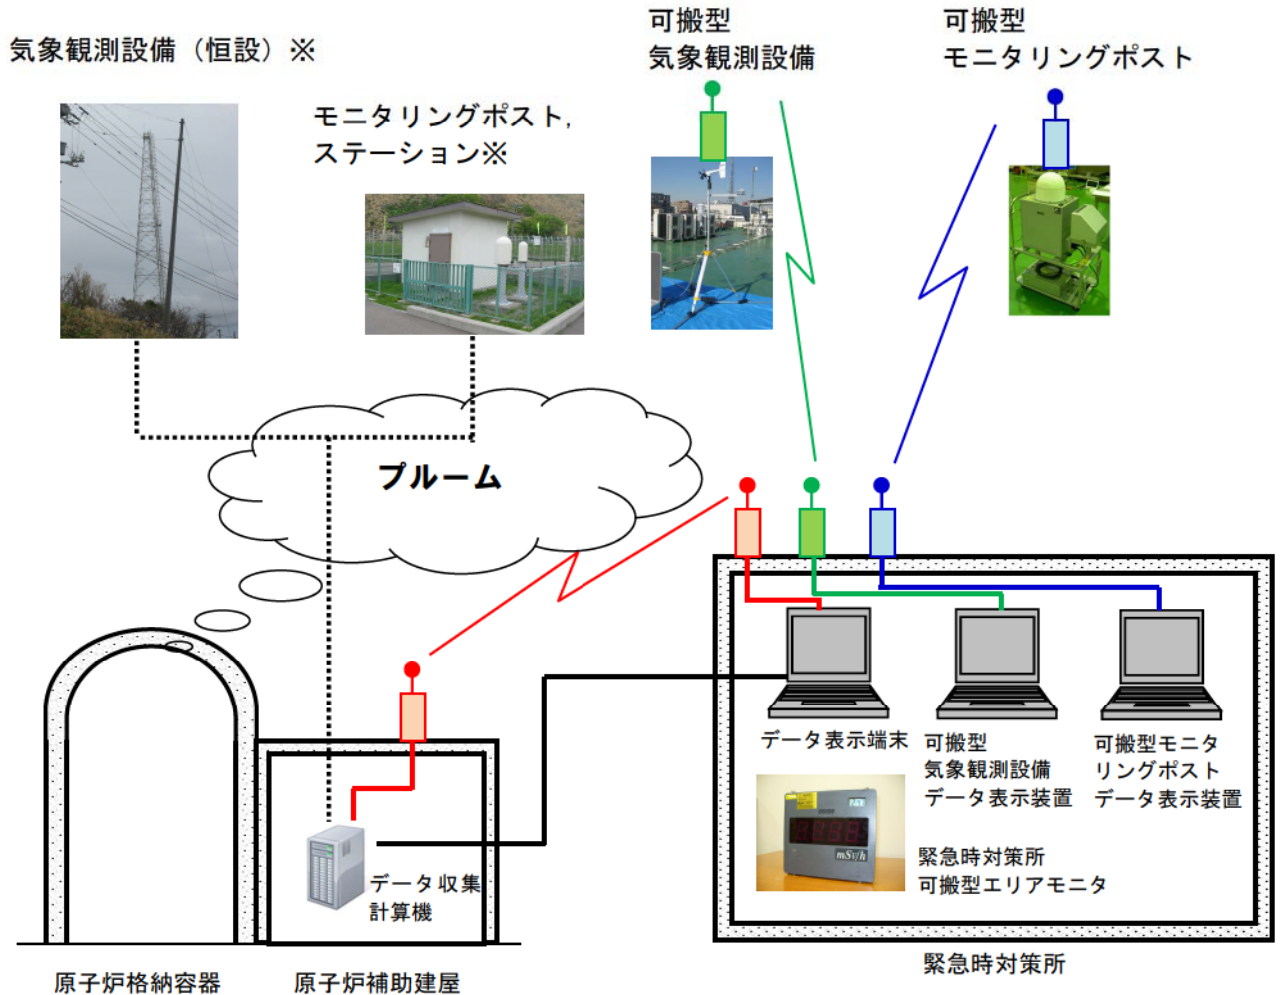 気象観測設備（恒設）※
モニタリングポスト,
ステーション※
可搬型
気象観測設備
可搬型
モニタリングポスト
プルーム
データ表示端末
可搬型
気象観測設備
データ表示装置
可搬型モニタ
リングポスト
データ表示装置
mSv/h
緊急時対策所
可搬型エリアモニタ
データ収集
計算機
原子炉格納容器
原子炉補助建屋
緊急時対策所